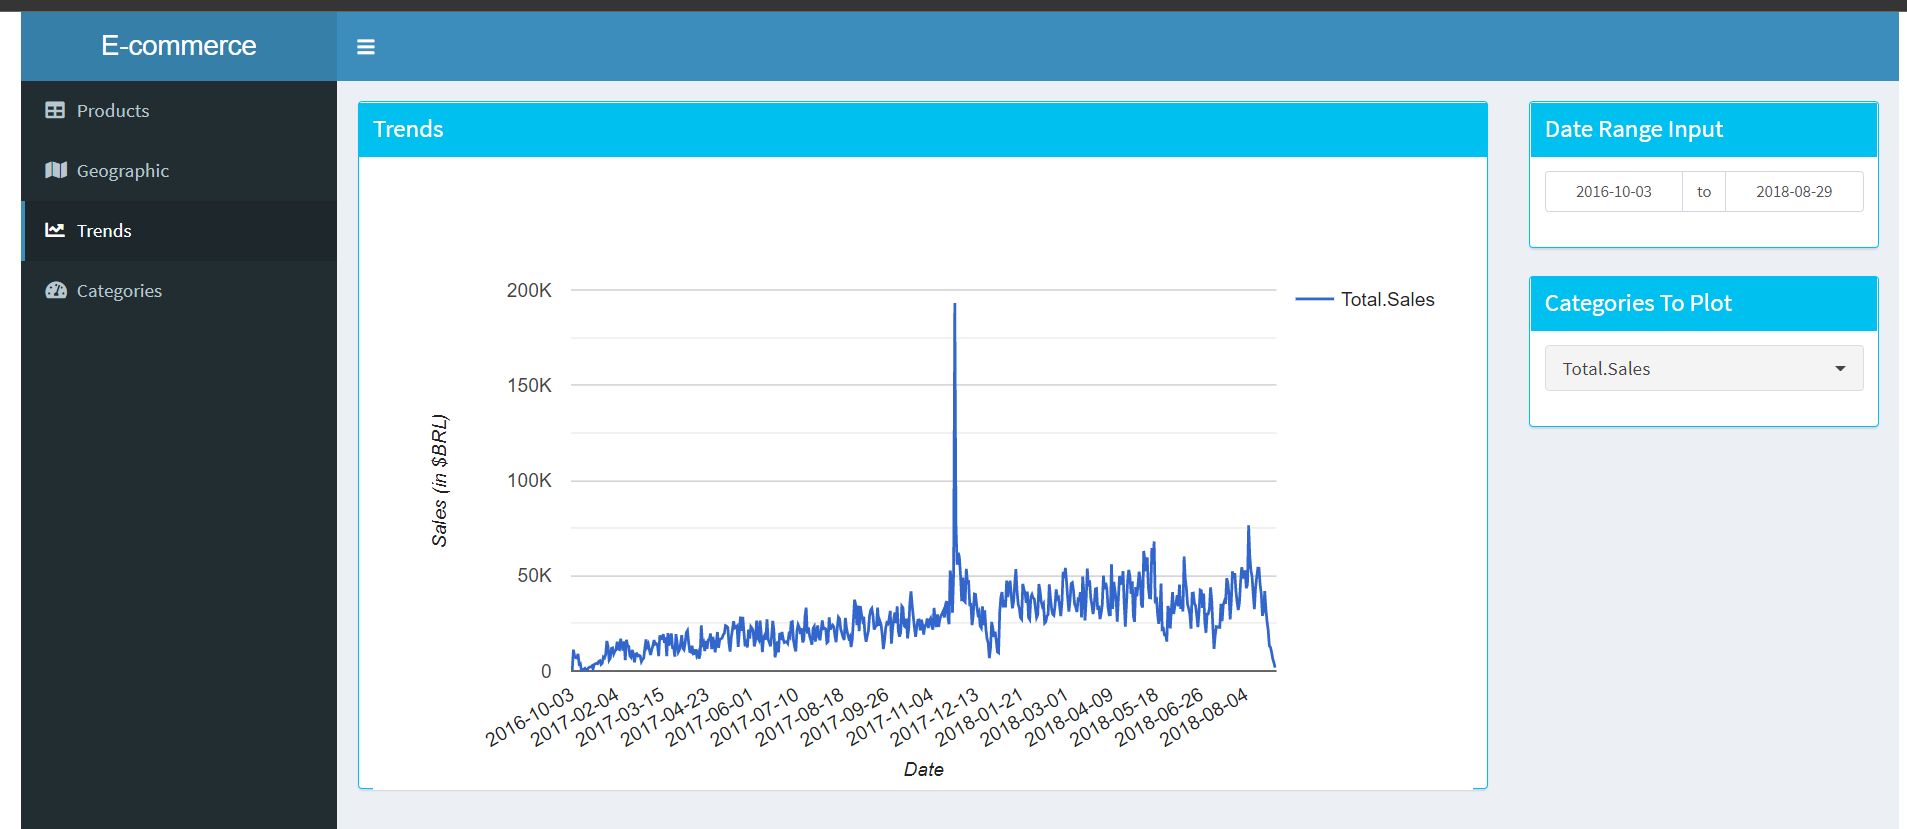 E-commerce
Products
Geographic
Trends
Categories
Trends
200K
150K
100K
50K
0
Sales (in $BRL)
Total.Sales
2016-10-03
2017-02-04
2017-03-15
2017-04-23
2017-06-01
2017-07-10
2017-08-18
2017-09-26
2017-11-04
2017-12-13
2018-01-21
2018-03-01
2018-04-09
2018-05-18
2018-06-26
2018-08-04
Date
Date Range Input
2016-10-03 to 2018-08-29
Categories To Plot
Total.Sales